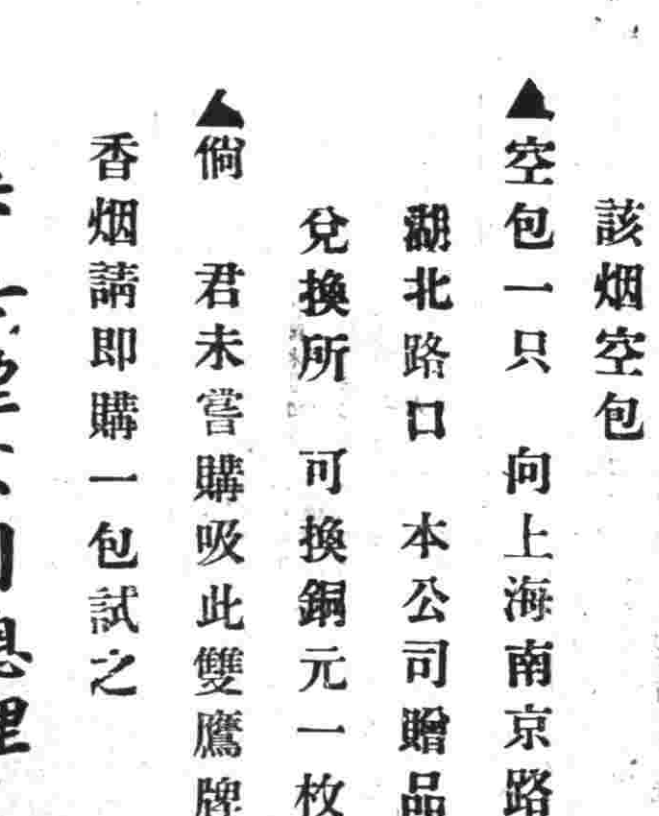 該烟空包
▲空包一只 向上海南京路
湖北路口 本公司贈品
兌換所 可換銅元一枚
▲倘 君未嘗購吸此雙鷹牌
香烟請即購一包試之